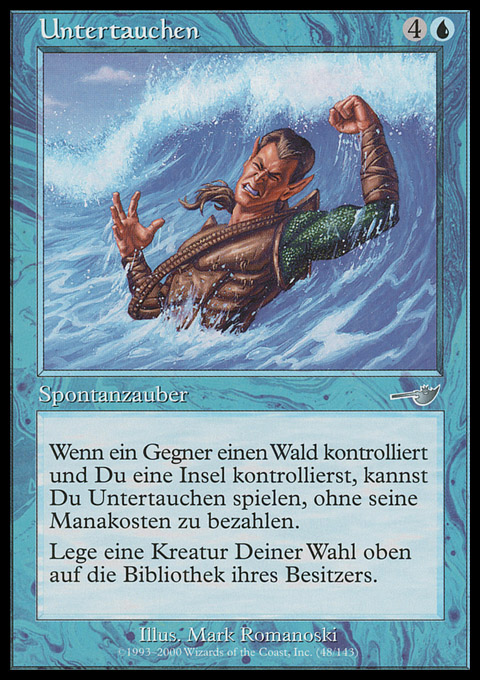 Untertauchen 4
Spontanzauber
Wenn ein Gegner einen Wald kontrolliert
und Du eine Insel kontrollierst, kannst
Du Untertauchen spielen, ohne seine
Manakosten zu bezahlen.
Lege eine Kreatur Deiner Wahl oben
auf die Bibliothek ihres Besitzers.
Illus. Mark Romanoski
©1993–2000 Wizards of the Coast, Inc. (48/143)